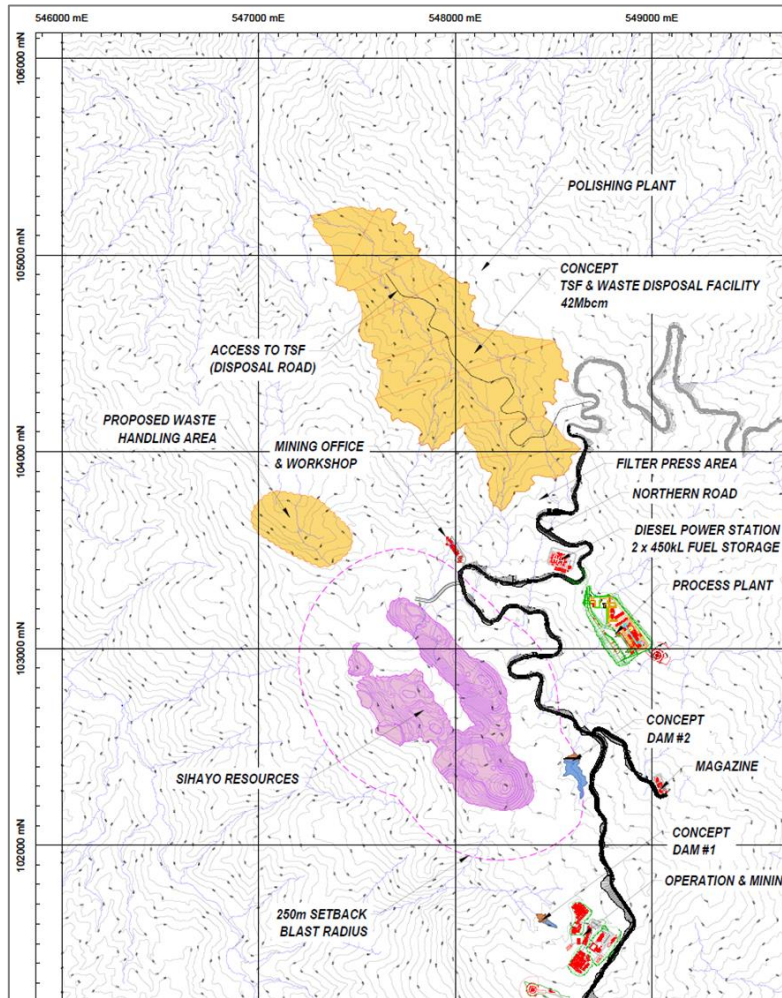 546000 mE
547000 mE
548000 mE
549000 mE
106000 mN
105000 mN
104000 mN
103000 mN
102000 mN
POLISHING PLANT
CONCEPT
TSF & WASTE DISPOSAL FACILITY
42Mbcm
ACCESS TO TSF
(DISPOSAL ROAD)
PROPOSED WASTE
HANDLING AREA
MINING OFFICE
& WORKSHOP
FILTER PRESS AREA
NORTHERN ROAD
DIESEL POWER STATION
2 x 450kL FUEL STORAGE
PROCESS PLANT
CONCEPT
DAM #2
MAGAZINE
SIHAYO RESOURCES
CONCEPT
DAM #1
OPERATION & MININ
250m SETBACK
BLAST RADIUS